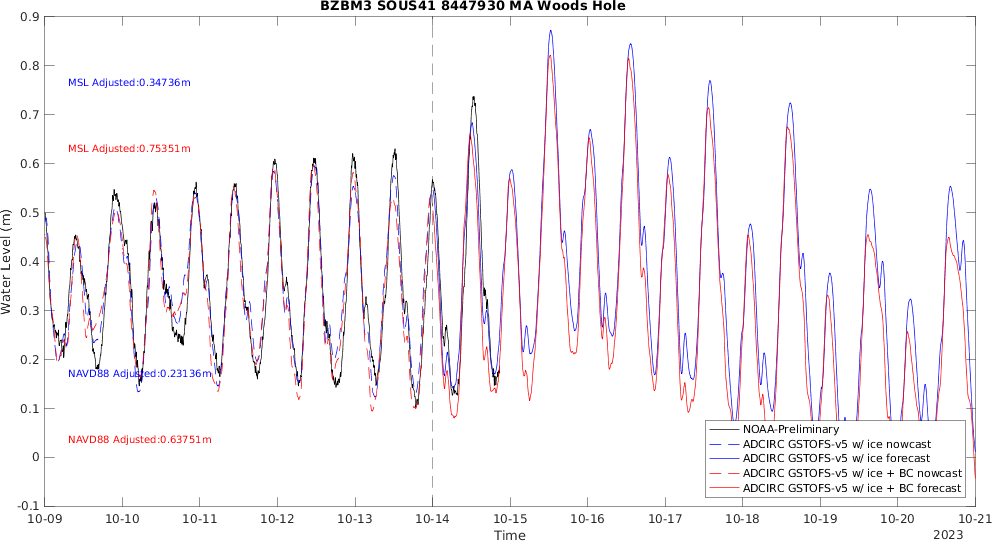 BZBM3 SOUS41 8447930 MA Woods Hole
0.9
0.8
0.7
0.6
0.5
0.4
0.3
0.2
0.1
0
-0.1
Water Level (m)
MSL Adjusted:0.34736m
MSL Adjusted:0.75351m
NAVD88 Adjusted:0.23136m
NAVD88 Adjusted:0.63751m
NOAA-Preliminary
ADCIRC GSTOFS-v5 w/ ice nowcast
ADCIRC GSTOFS-v5 w/ ice forecast
ADCIRC GSTOFS-v5 w/ ice + BC nowcast
ADCIRC GSTOFS-v5 w/ ice + BC forecast
10-09 10-10 10-11 10-12 10-13 10-14 10-15 10-16 10-17 10-18 10-19 10-20 10-21
Time
2023